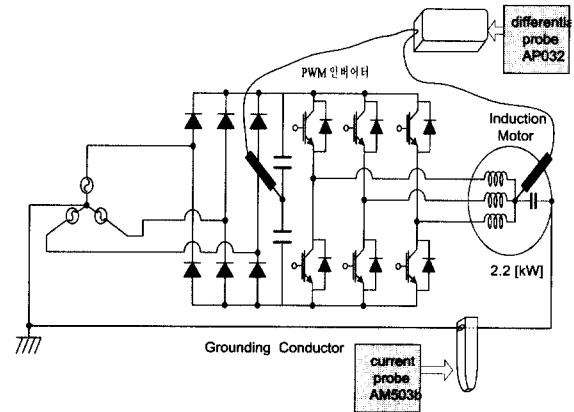 differentia
probe
AP032
PWM 인버터
Induction
Motor
2.2 [kW]
Grounding Conductor
current
probe
AM503b